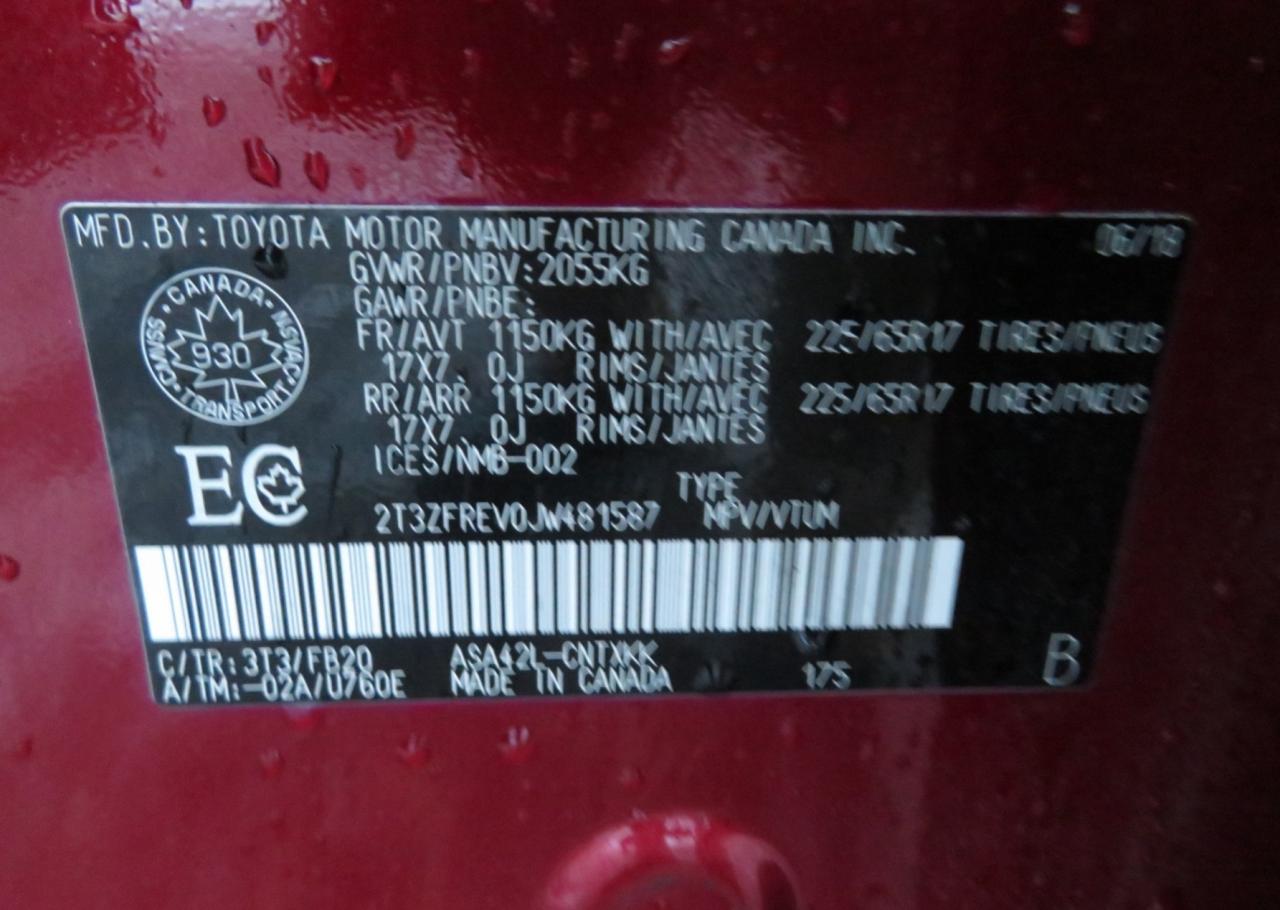 MFD.BY:TOYOTA MOTOR MANUFACTURING CANADA INC. 06/18
GVWR/PNBV:2055KG
GAWR/PNBE:
FR/AVT 1150KG WITH/AVEC 225/65R17 TIRES/PNEUS
17X7. 0J RIMS/JANTES
RR/ARR 1150KG WITH/AVEC 225/65R17 TIRES/PNEUS
17X7. 0J RIMS/JANTES
ICES/NMB-002
CANADA
930
TRANSPORT
CMVSS
NSVAC
EC
TYPE
2T3ZFREV0JW481587 MPV/VTUM
C/TR:3T3/FB20 ASA42L-CNTXKK
A/TM:-02A/U760E MADE IN CANADA 175
B